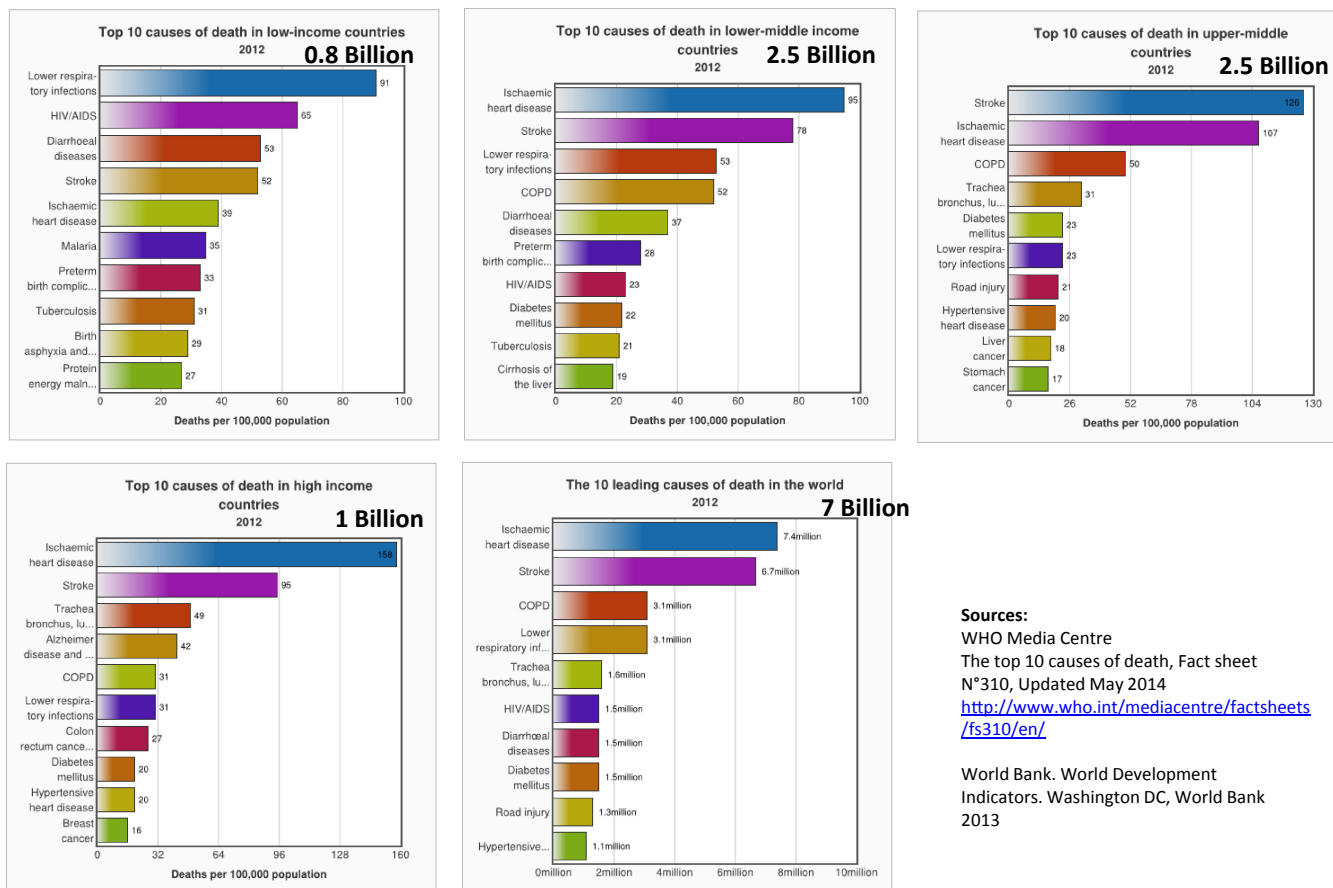 Top 10 causes of death in low-income countries
2012
0.8 Billion
Lower respira-
tory infections
91
HIV/AIDS
65
Diarrhoeal
diseases
53
Stroke
52
Ischaemic
heart disease
39
Malaria
35
Preterm
birth complic...
33
Tuberculosis
31
Birth
asphyxia and...
29
Protein
energy maln...
27
0 20 40 60 80 100
Deaths per 100,000 population
Top 10 causes of death in lower-middle income
countries
2012
2.5 Billion
Ischaemic
heart disease
95
Stroke
78
Lower respira-
tory infections
53
COPD
52
Diarrhoeal
diseases
37
Preterm
birth complic...
28
HIV/AIDS
23
Diabetes
mellitus
22
Tuberculosis
21
Cirrhosis of
the liver
19
0 20 40 60 80 100
Deaths per 100,000 population
Top 10 causes of death in upper-middle
countries
2012
2.5 Billion
Stroke
126
Ischaemic
heart disease
107
COPD
50
Trachea
bronchus, lu...
31
Diabetes
mellitus
23
Lower respira-
tory infections
23
Road injury
21
Hypertensive
heart disease
20
Liver
cancer
18
Stomach
cancer
17
0 26 52 78 104 130
Deaths per 100,000 population
Top 10 causes of death in high income
countries
2012
1 Billion
Ischaemic
heart disease
158
Stroke
95
Trachea
bronchus, lu...
49
Alzheimer
disease and ...
42
COPD
31
Lower respira-
tory infections
31
Colon
rectum cance...
27
Diabetes
mellitus
20
Hypertensive
heart disease
20
Breast
cancer
16
0 32 64 96 128 160
Deaths per 100,000 population
The 10 leading causes of death in the world
2012
7 Billion
Ischaemic
heart disease
7.4million
Stroke
6.7million
COPD
3.1million
Lower
respiratory inf...
3.1million
Trachea
bronchus, lu...
1.6million
HIV/AIDS
1.5million
Diarrhœal
diseases
1.5million
Diabetes
mellitus
1.5million
Road injury
1.3million
Hypertensive...
1.1million
0million 2million 4million 6million 8million 10million
Sources:
WHO Media Centre
The top 10 causes of death, Fact sheet
N°310, Updated May 2014
http://www.who.int/mediacentre/factsheets
/fs310/en/
World Bank. World Development
Indicators. Washington DC, World Bank
2013